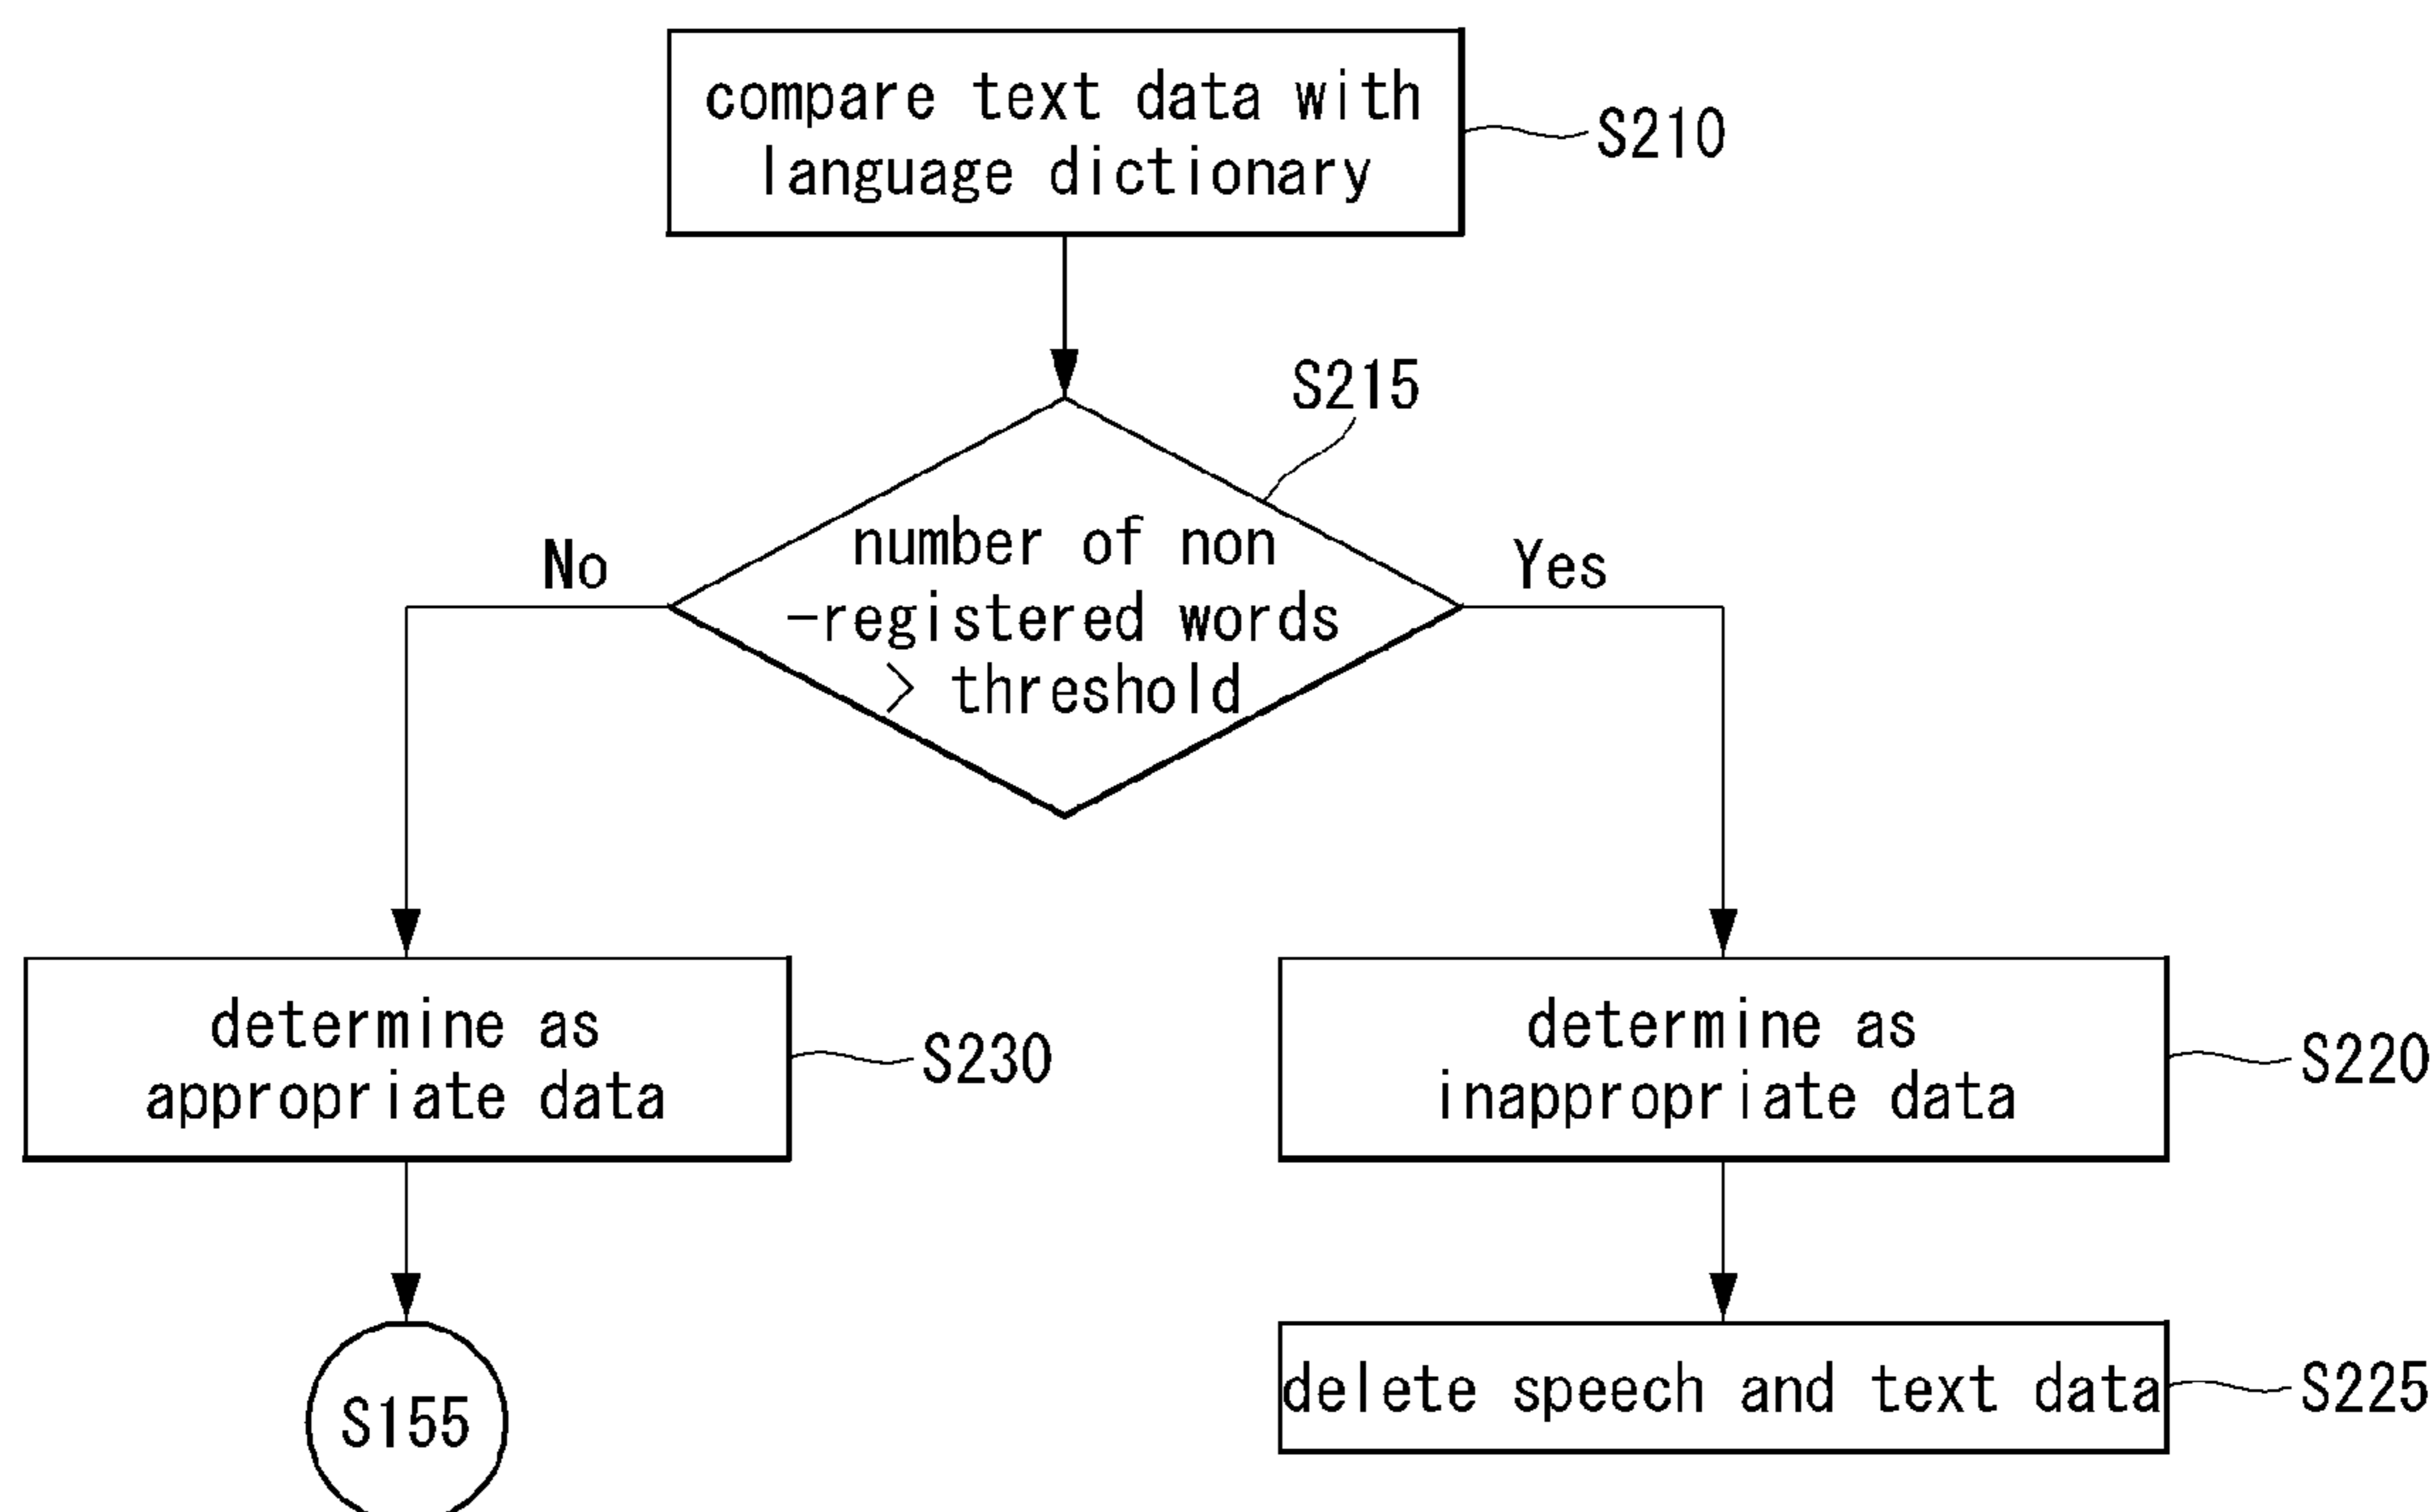 compare text data with
language dictionary
S210
S215
number of non
-registered words
> threshold
No
Yes
determine as
appropriate data
S230
determine as
inappropriate data
S220
S155
delete speech and text data
S225